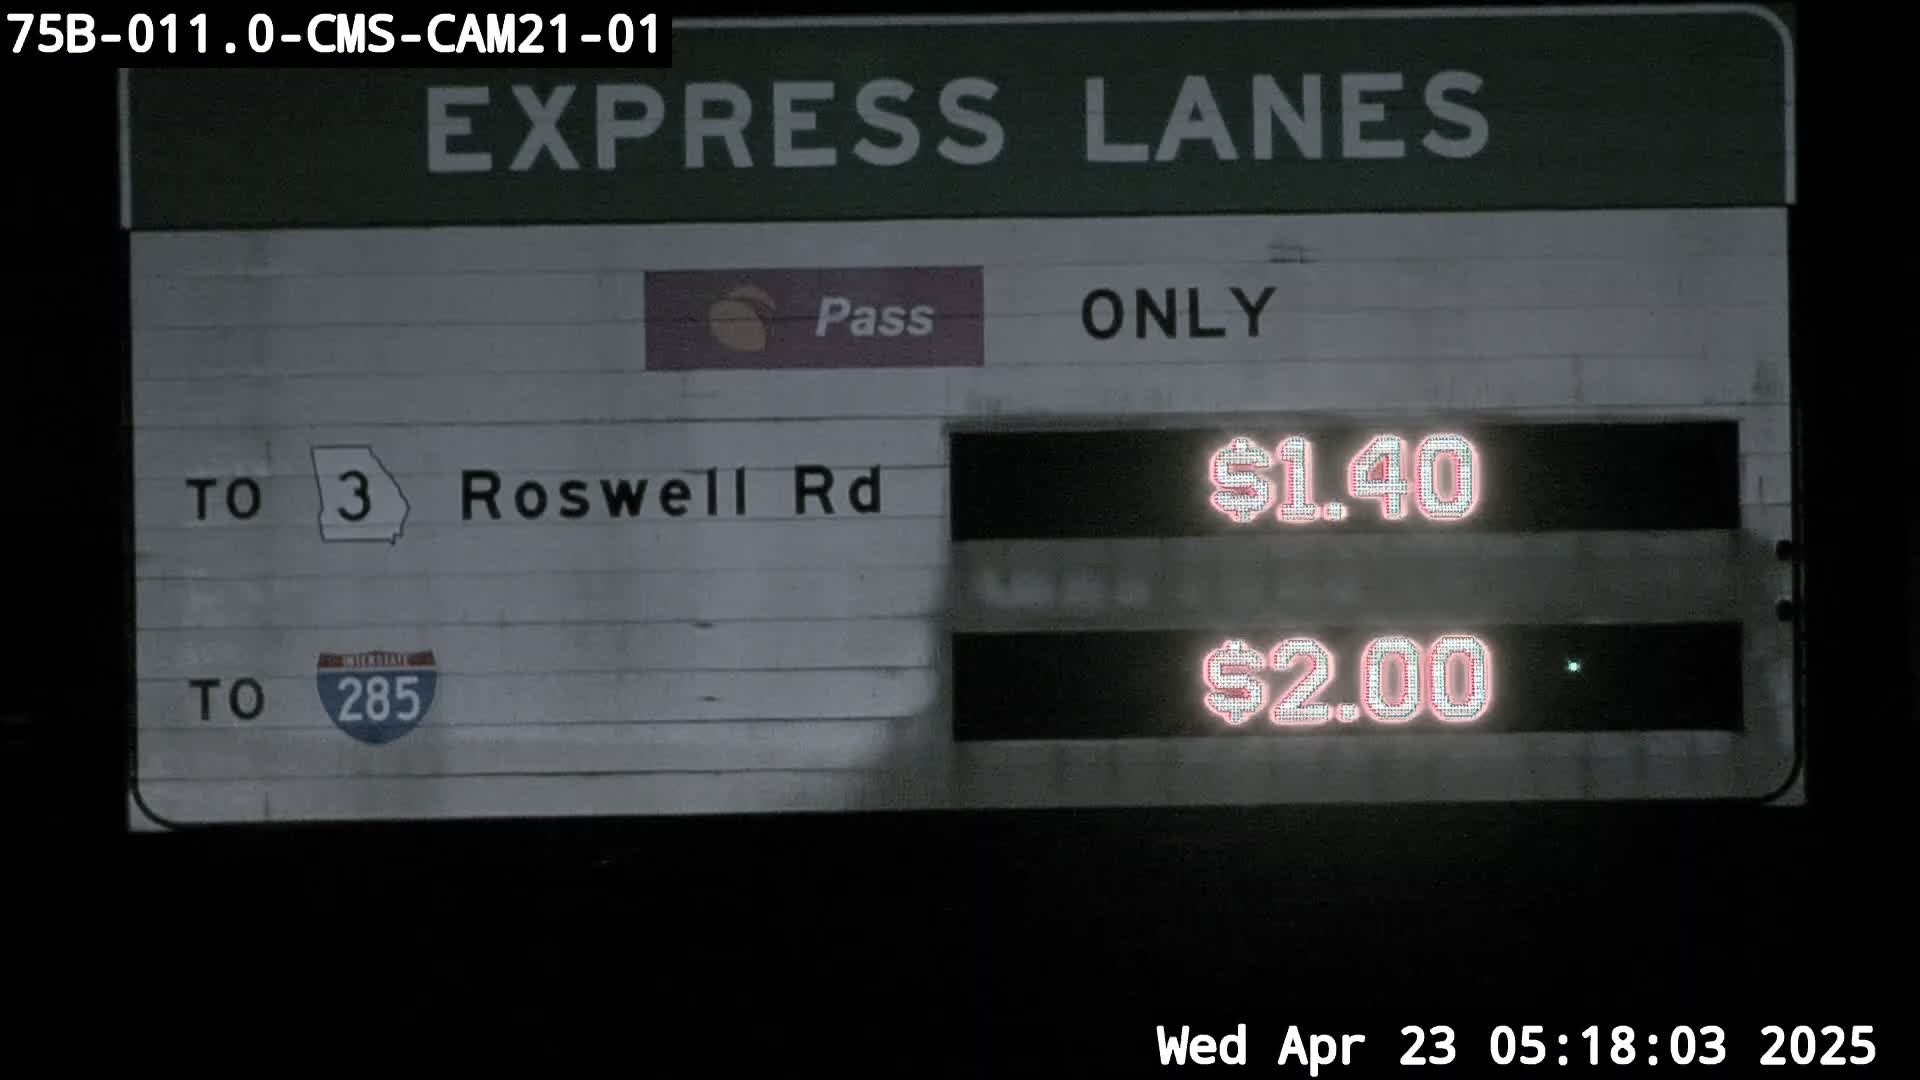 75B-011.0-CMS-CAM21-01
EXPRESS LANES
Pass ONLY
TO 3 Roswell Rd $1.40
TO INTERSTATE 285 $2.00
Wed Apr 23 05:18:03 2025